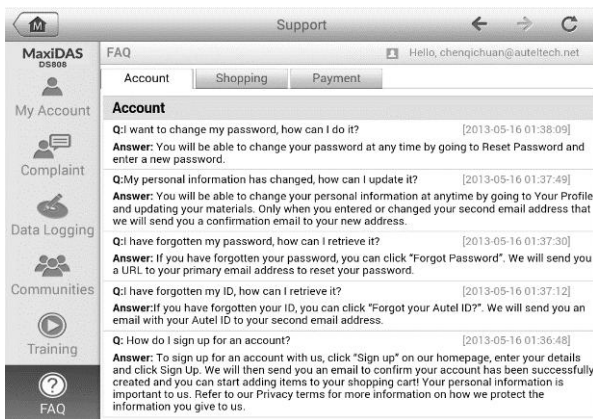 M
Support
MaxiDAS
DS808
FAQ
Hello, chenqichuan@auteltech.net
Account
Shopping
Payment
My Account
Complaint
Data Logging
Communities
Training
FAQ
Account
Q:I want to change my password, how can I do it? [2013-05-16 01:38:09]
Answer: You will be able to change your password at any time by going to Reset Password and
enter a new password.
Q:My personal information has changed, how can I update it? [2013-05-16 01:37:49]
Answer: You will be able to change your personal information at anytime by going to Your Profile
and updating your materials. Only when you entered or changed your second email address that
we will send you a confirmation email to your new address.
Q:I have forgotten my password, how can I retrieve it? [2013-05-16 01:37:30]
Answer: If you have forgotten your password, you can click "Forgot Password". We will send you
a URL to your primary email address to reset your password.
Q:I have forgotten my ID, how can I retrieve it? [2013-05-16 01:37:12]
Answer:If you have forgotten your ID, you can click "Forgot your Autel ID?". We will send you an
email with your Autel ID to your second email address.
Q: How do I sign up for an account? [2013-05-16 01:36:48]
Answer: To sign up for an account with us, click "Sign up" on our homepage, enter your details
and click Sign Up. We will then send you an email to confirm your account has been successfully
created and you can start adding items to your shopping cart! Your personal information is
important to us. Refer to our Privacy terms for more information on how we protect the
information you give to us.